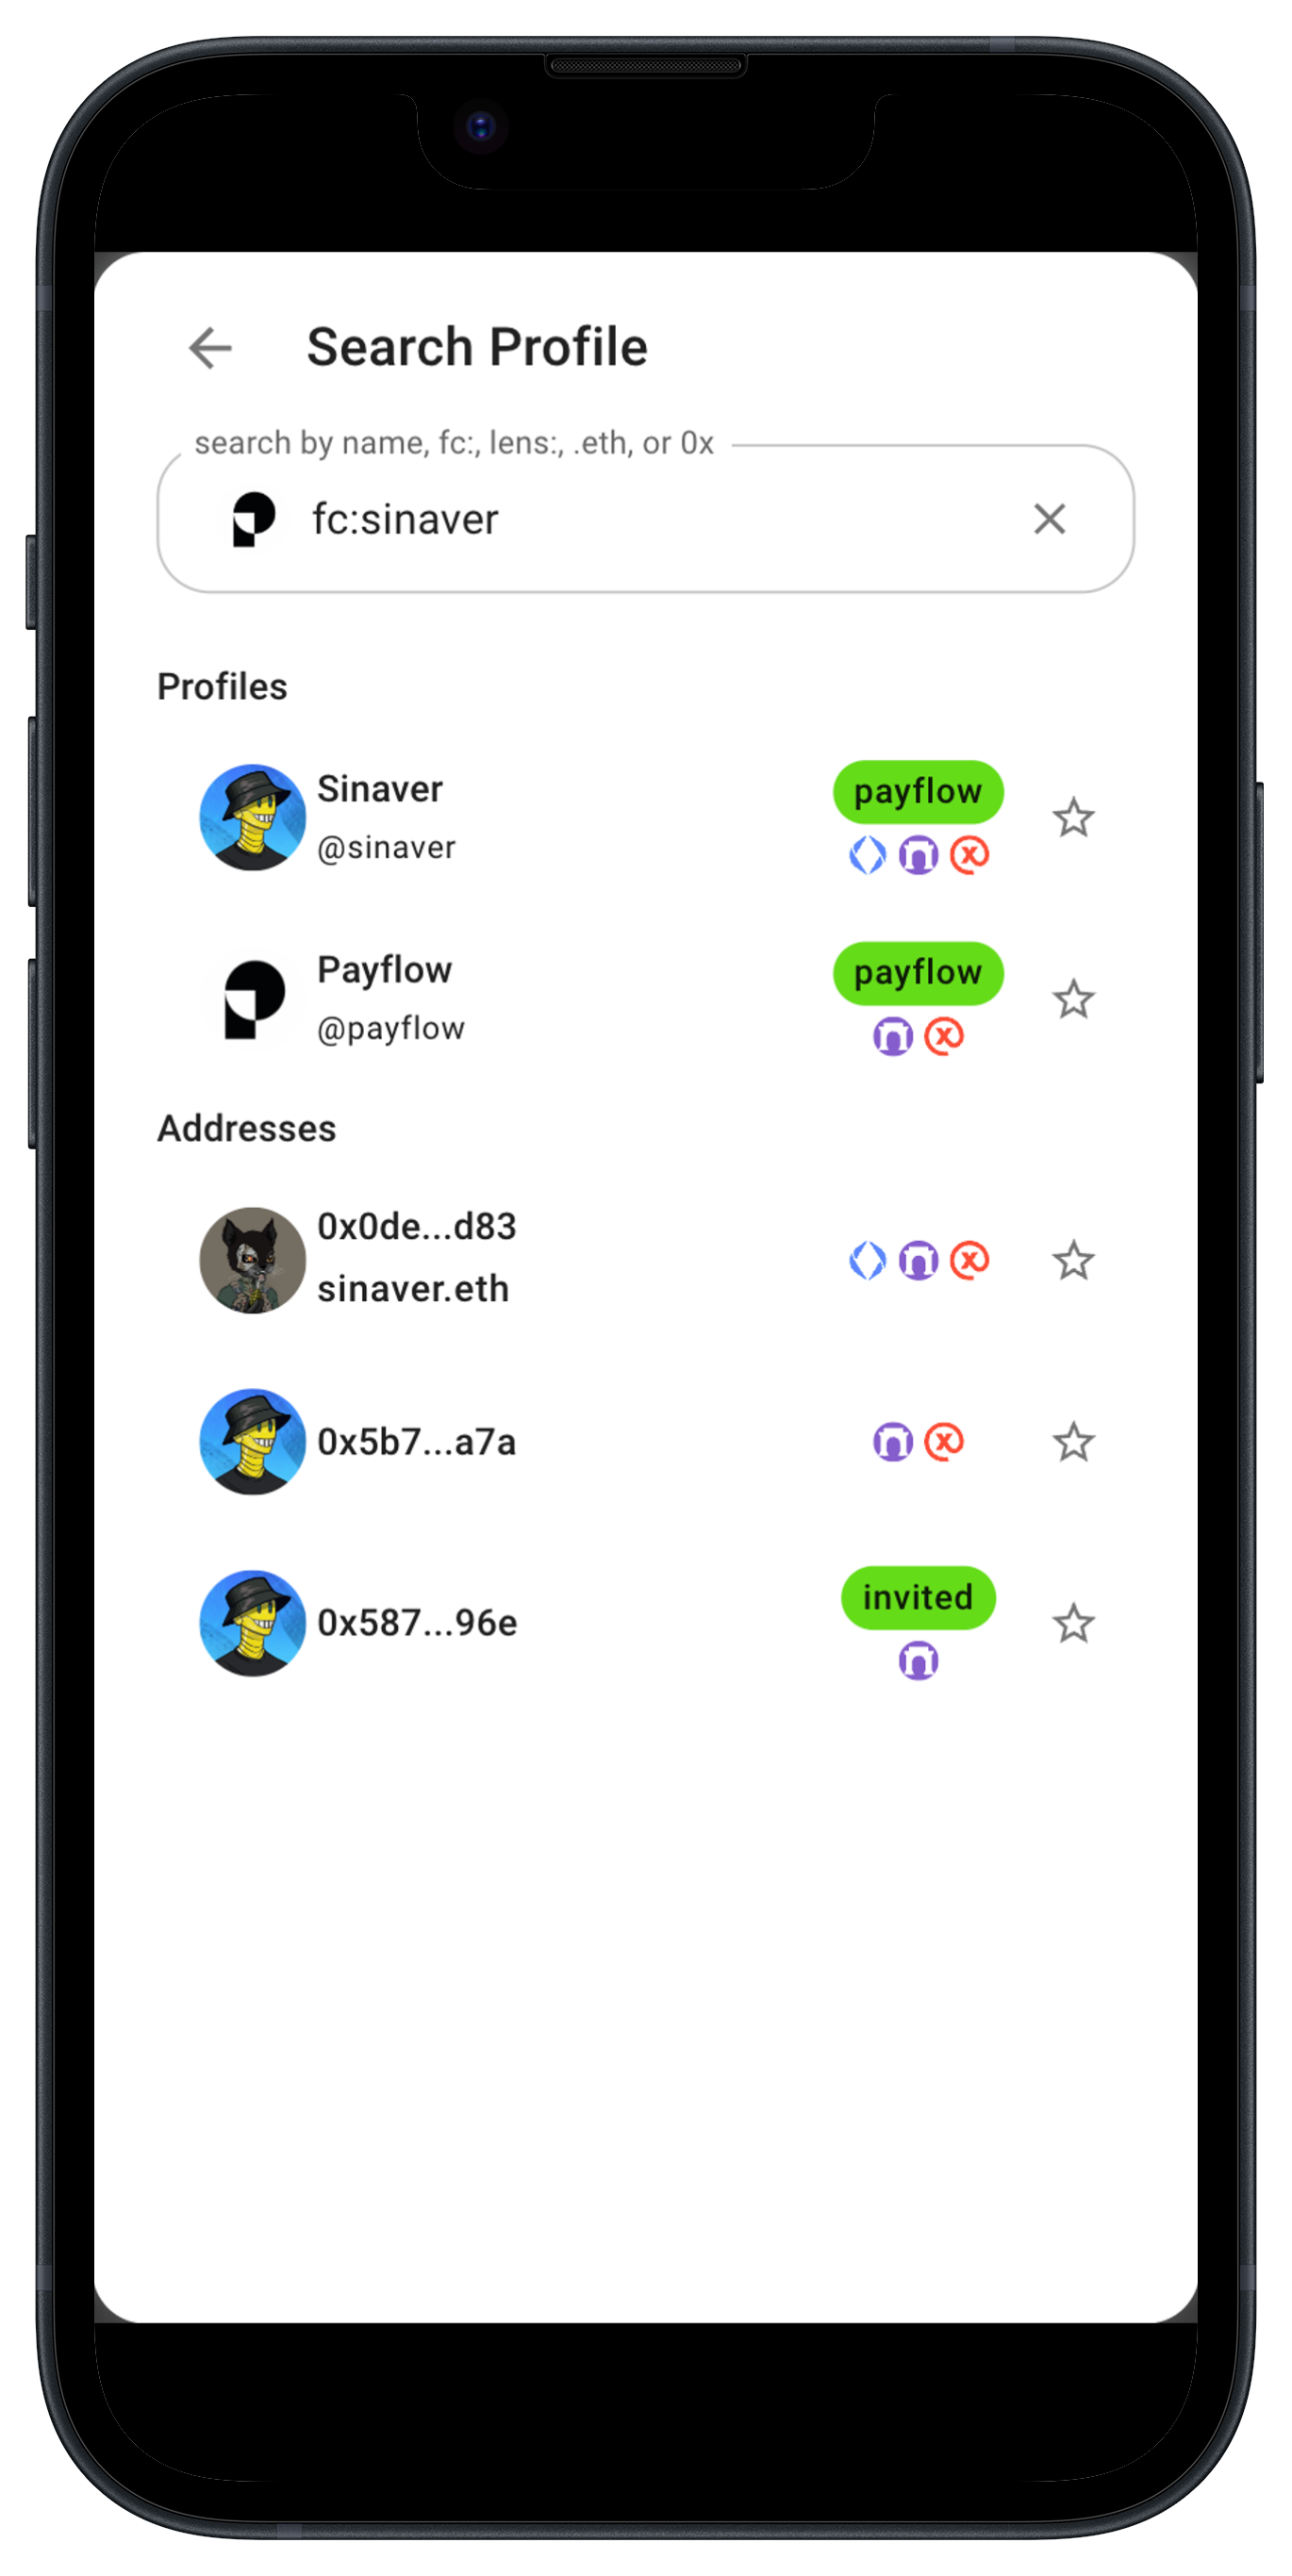 Search Profile
search by name, fc:, lens:, .eth, or 0x
fc:sinaver
Profiles
Sinaver
@sinaver
payflow
Payflow
@payflow
payflow
Addresses
0x0de...d83
sinaver.eth
0x5b7...a7a
0x587...96e
invited